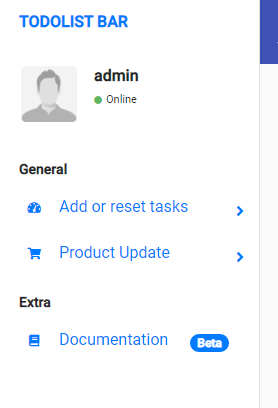 TODOLIST BAR
admin
Online
General
Add or reset tasks
Product Update
Extra
Documentation Beta